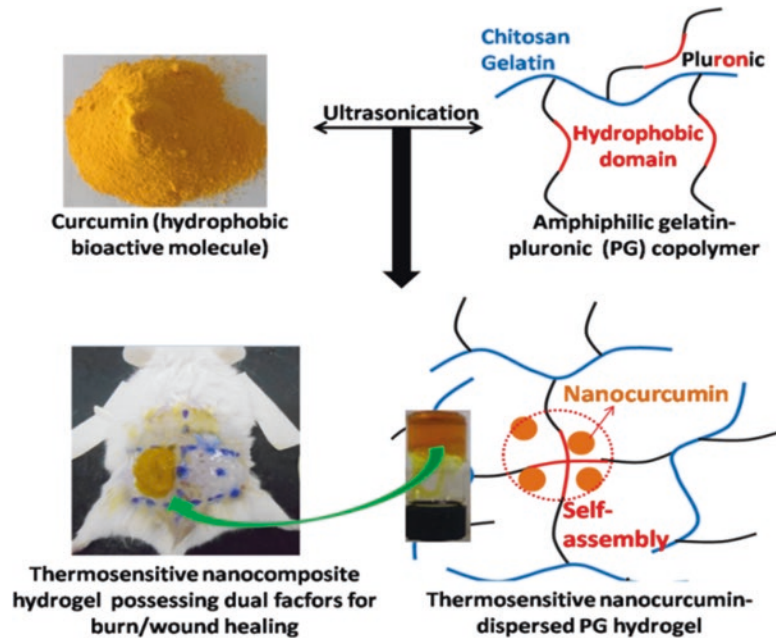 Chitosan
Gelatin
Pluronic
Ultrasonication
Hydrophobic
domain
Curcumin (hydrophobic
bioactive molecule)
Amphiphilic gelatin-
pluronic (PG) copolymer
Nanocurcumin
Self-
assembly
Thermosensitive nanocomposite
hydrogel possessing dual facfors for
burn/wound healing
Thermosensitive nanocurcumin-
dispersed PG hydrogel